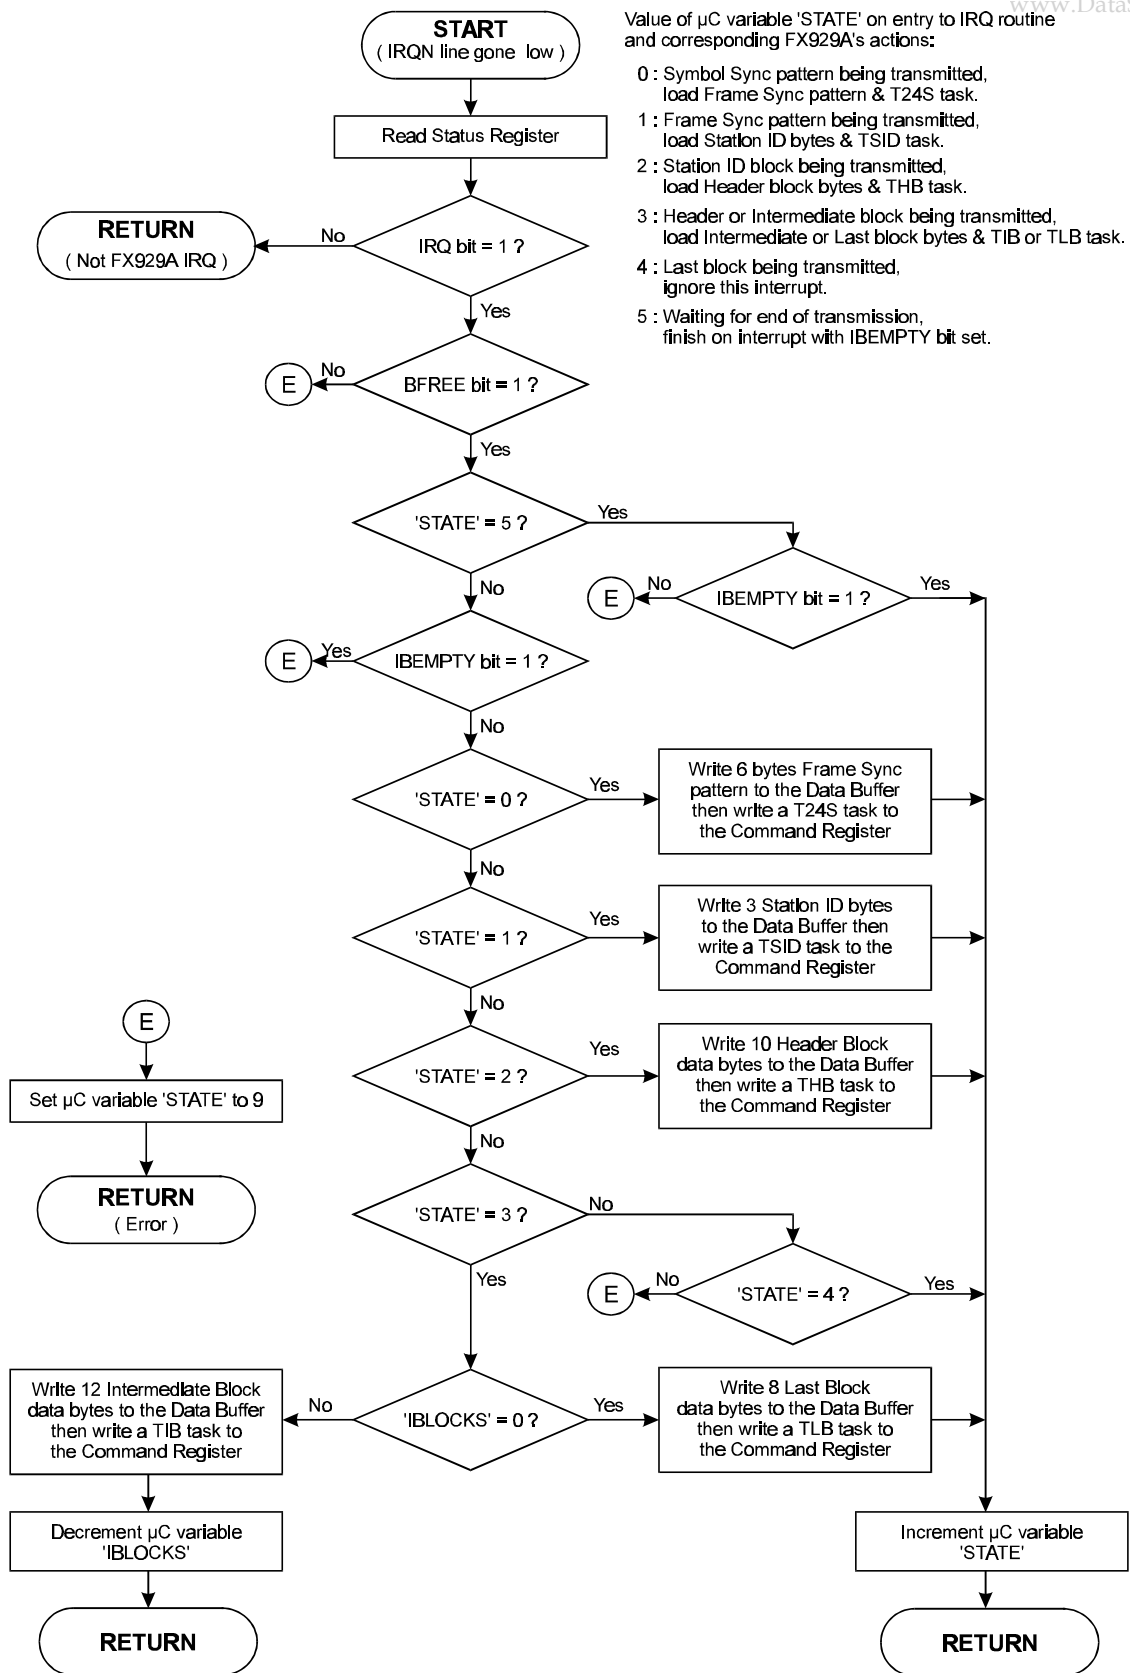 www.DataS
START
( IRQN line gone low )
Value of µC variable 'STATE' on entry to IRQ routine
and corresponding FX929A's actions:
0 : Symbol Sync pattern being transmitted,
load Frame Sync pattern & T24S task.
1 : Frame Sync pattern being transmitted,
load Station ID bytes & TSID task.
2 : Station ID block being transmitted,
load Header block bytes & THB task.
3 : Header or Intermediate block being transmitted,
load Intermediate or Last block bytes & TIB or TLB task.
4 : Last block being transmitted,
ignore this interrupt.
5 : Waiting for end of transmission,
finish on interrupt with IBEMPTY bit set.
Read Status Register
IRQ bit = 1 ?
No
RETURN
( Not FX929A IRQ )
Yes
BFREE bit = 1 ?
No
E
Yes
'STATE' = 5 ?
Yes
No
IBEMPTY bit = 1 ?
No
E
Yes
IBEMPTY bit = 1 ?
Yes
E
No
'STATE' = 0 ?
Yes
Write 6 bytes Frame Sync
pattern to the Data Buffer
then write a T24S task to
the Command Register
No
'STATE' = 1 ?
Yes
Write 3 Station ID bytes
to the Data Buffer then
write a TSID task to the
Command Register
No
'STATE' = 2 ?
Yes
Write 10 Header Block
data bytes to the Data Buffer
then write a THB task to
the Command Register
No
E
Set µC variable 'STATE' to 9
RETURN
( Error )
'STATE' = 3 ?
No
Yes
'STATE' = 4 ?
No
E
Yes
'IBLOCKS' = 0 ?
No
Write 12 Intermediate Block
data bytes to the Data Buffer
then write a TIB task to
the Command Register
Yes
Write 8 Last Block
data bytes to the Data Buffer
then write a TLB task to
the Command Register
Decrement µC variable
'IBLOCKS'
Increment µC variable
'STATE'
RETURN
RETURN